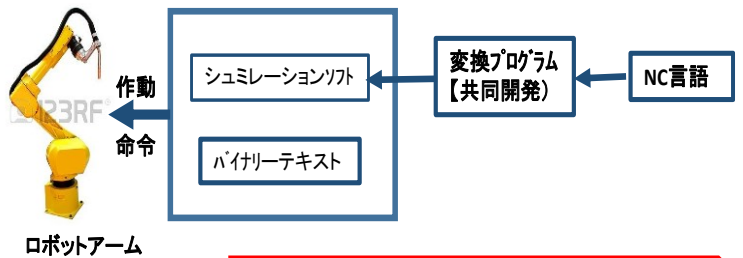 作動
命令
シュミレーションソフト
バイナリーテキスト
変換プログラム
【共同開発）
NC言語
123RF
ロボットアーム